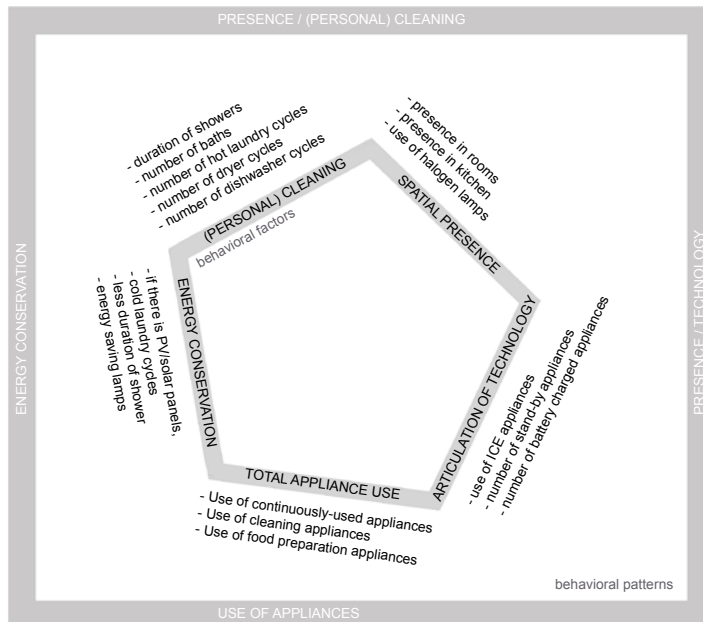 PRESENCE / (PERSONAL) CLEANING
- duration of showers
- number of baths
- number of hot laundry cycles
- number of dryer cycles
- number of dishwasher cycles
(PERSONAL) CLEANING
behavioral factors
- presence in rooms
- presence in kitchen
- use of halogen lamps
SPATIAL PRESENCE
ENERGY CONSERVATION
- if there is PV/solar panels,
- cold laundry cycles
- less duration of shower
- energy saving lamps
ENERGY CONSERVATION
ARTICULATION OF TECHNOLOGY
- use of ICE appliances
- number of stand-by appliances
- number of battery charged appliances
PRESENCE / TECHNOLOGY
TOTAL APPLIANCE USE
- Use of continuously-used appliances
- Use of cleaning appliances
- Use of food preparation appliances
behavioral patterns
USE OF APPLIANCES